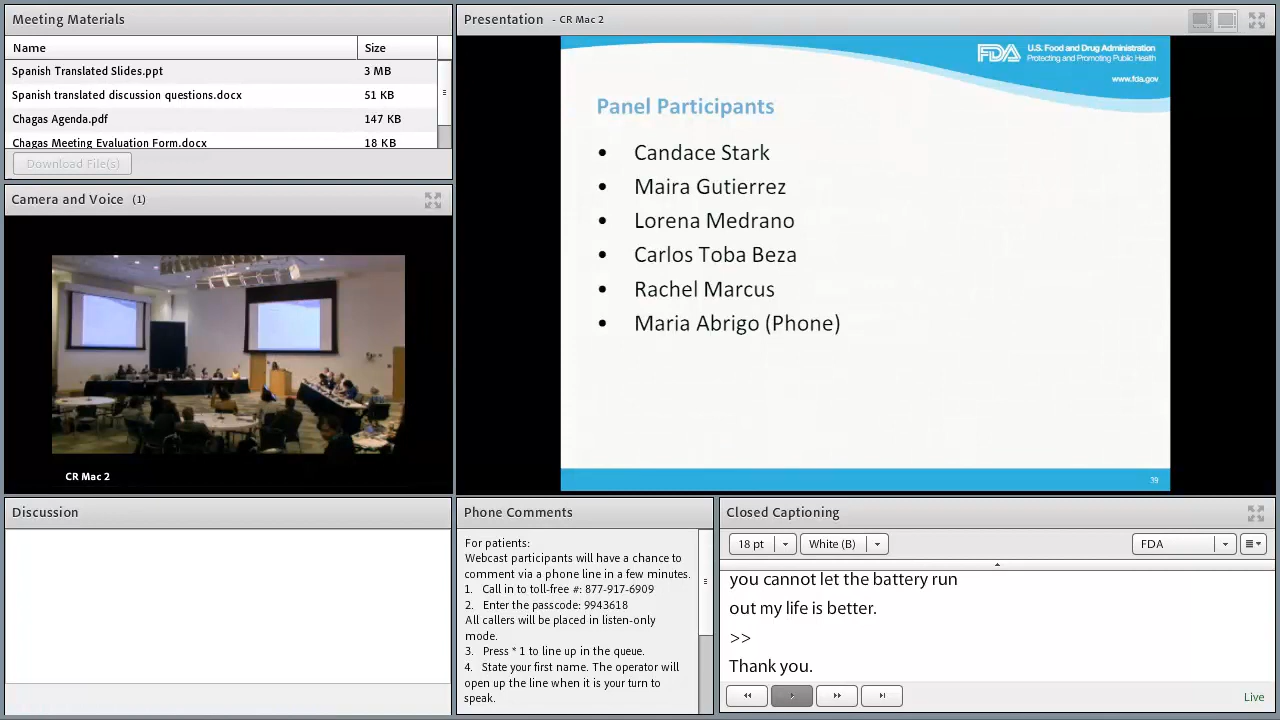 Meeting Materials
Name Size
Spanish Translated Slides.ppt 3 MB
Spanish translated discussion questions.docx 51 KB
Chagas Agenda.pdf 147 KB
Chagas Meeting Evaluation Form.docx 18 KB
Download File(s)
Camera and Voice (1)
CR Mac 2
Presentation - CR Mac 2
FDA U.S. Food and Drug Administration
Protecting and Promoting Public Health
www.fda.gov
Panel Participants
• Candace Stark
• Maira Gutierrez
• Lorena Medrano
• Carlos Toba Beza
• Rachel Marcus
• Maria Abrigo (Phone)
39
Discussion
Phone Comments
For patients:
Webcast participants will have a chance to
comment via a phone line in a few minutes.
1. Call in to toll-free #: 877-917-6909
2. Enter the passcode: 9943618
All callers will be placed in listen-only
mode.
3. Press * 1 to line up in the queue.
4. State your first name. The operator will
open up the line when it is your turn to
speak.
Closed Captioning
18 pt White (B) FDA
you cannot let the battery run
out my life is better.
>>
Thank you.
Live